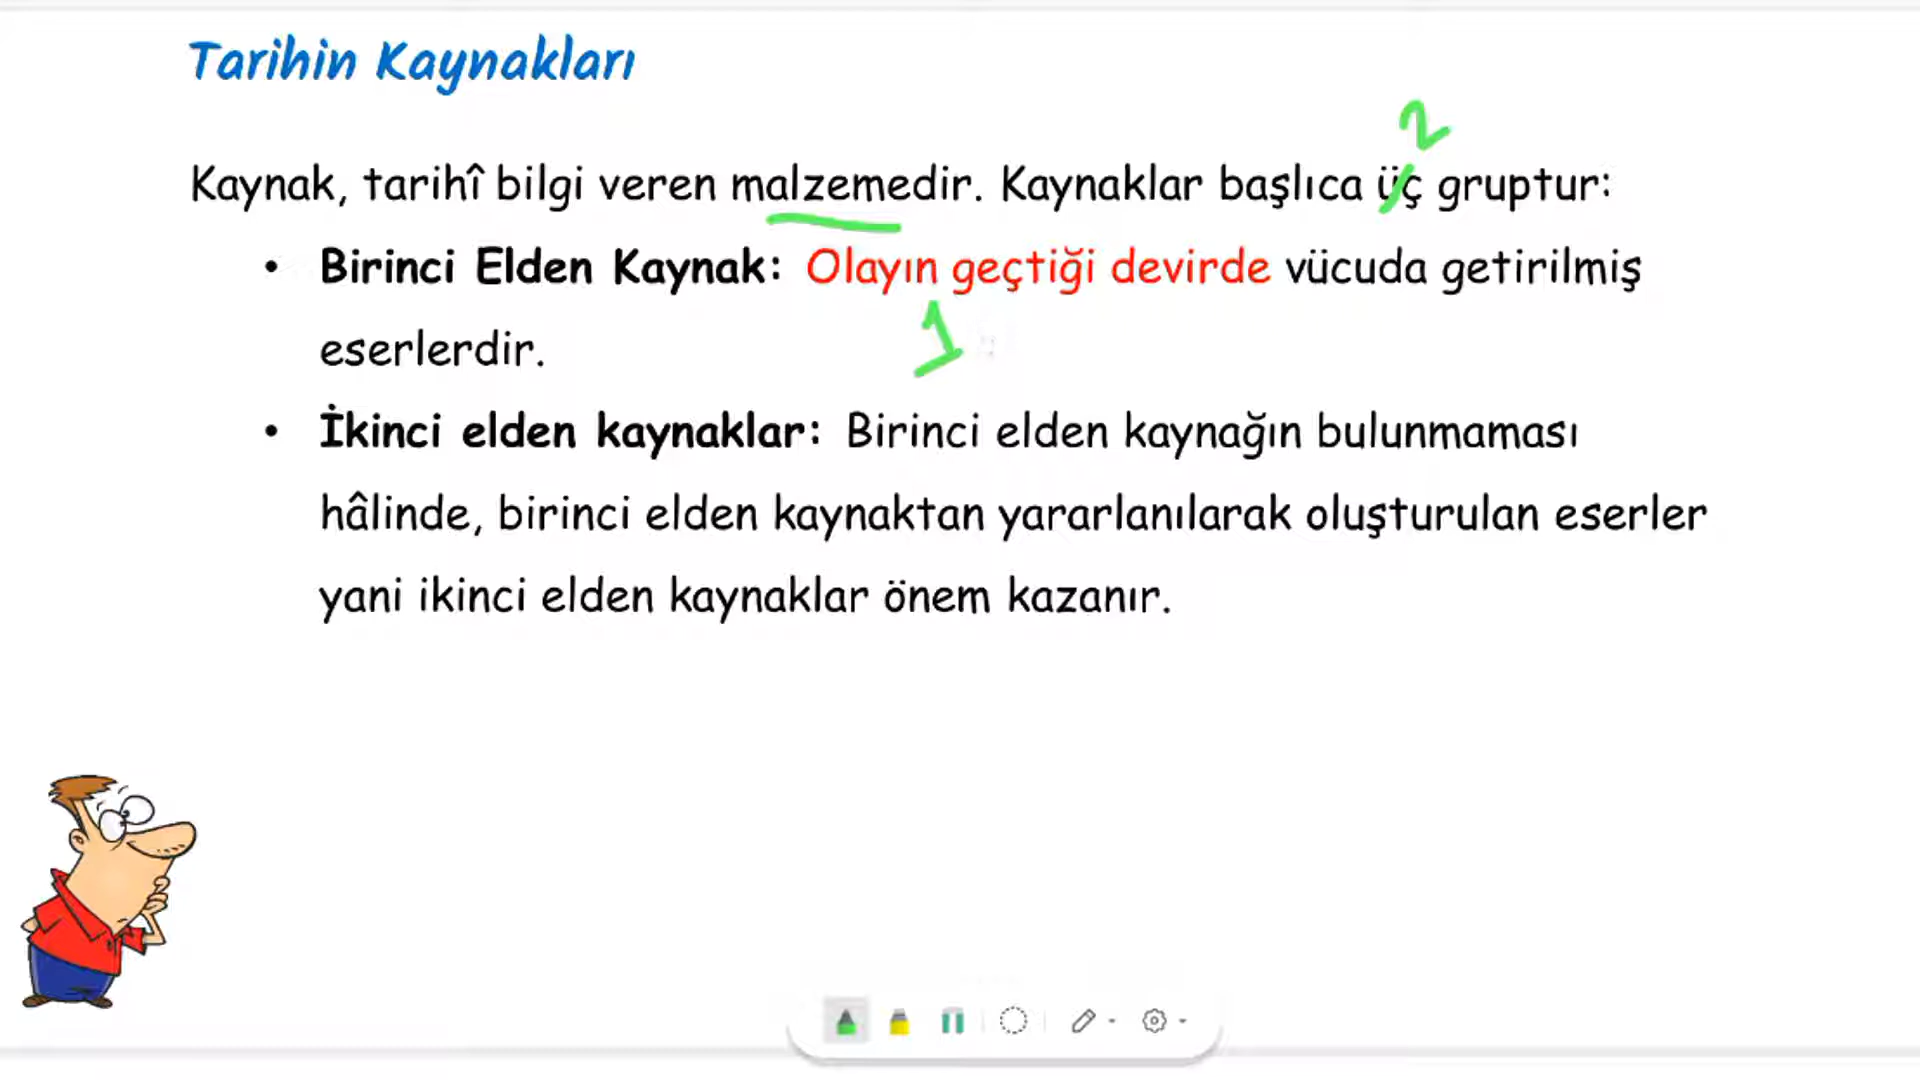 Tarihin Kaynakları
2
Kaynak, tarihî bilgi veren malzemedir. Kaynaklar başlıca üç gruptur:
• Birinci Elden Kaynak: Olayın geçtiği devirde vücuda getirilmiş
eserlerdir.
1
• İkinci elden kaynaklar: Birinci elden kaynağın bulunmaması
hâlinde, birinci elden kaynaktan yararlanılarak oluşturulan eserler
yani ikinci elden kaynaklar önem kazanır.